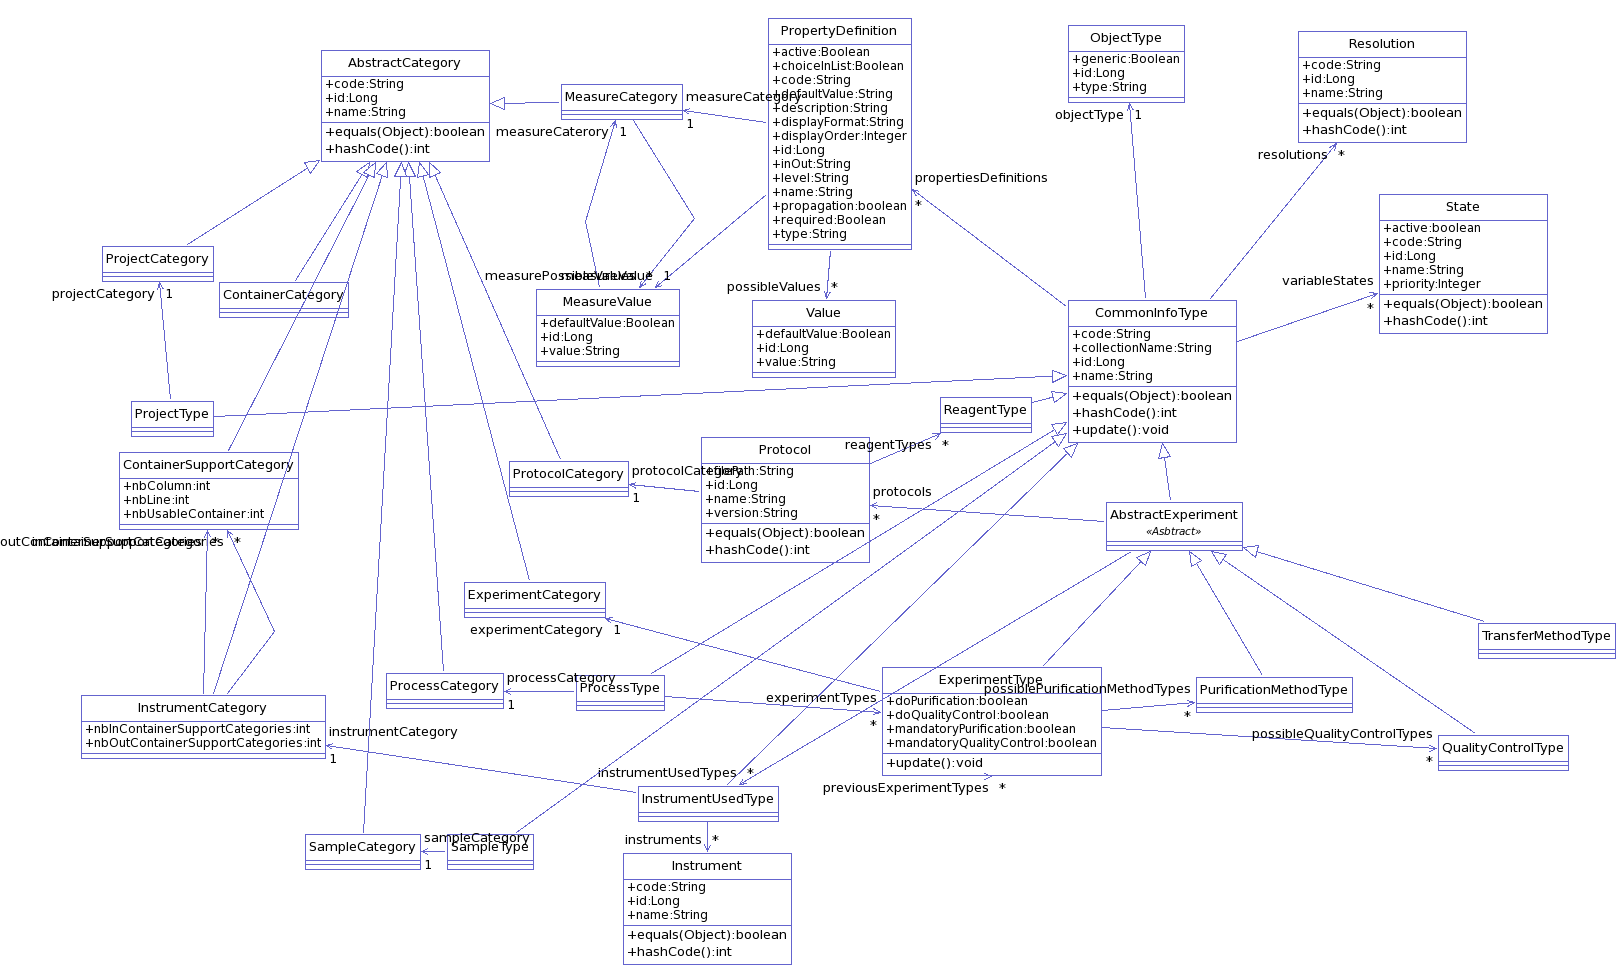 AbstractCategory
+code:String
+id:Long
+name:String
+equals(Object):boolean
+hashCode():int
MeasureCategory
measureCategory
1
measureCaterory
1
PropertyDefinition
+active:Boolean
+choiceInList:Boolean
+code:String
+defaultValue:String
+description:String
+displayFormat:String
+displayOrder:Integer
+id:Long
+inOut:String
+level:String
+name:String
+propagation:boolean
+required:Boolean
+type:String
ObjectType
+generic:Boolean
+id:Long
+type:String
objectType 1
Resolution
+code:String
+id:Long
+name:String
+equals(Object):boolean
+hashCode():int
resolutions *
propertiesDefinitions
*
State
+active:boolean
+code:String
+id:Long
+name:String
+priority:Integer
+equals(Object):boolean
+hashCode():int
variableStates
*
ProjectCategory
projectCategory 1
ContainerCategory
measurePossibleValues *
measureValue 1
MeasureValue
+defaultValue:Boolean
+id:Long
+value:String
possibleValues *
Value
+defaultValue:Boolean
+id:Long
+value:String
CommonInfoType
+code:String
+collectionName:String
+id:Long
+name:String
+equals(Object):boolean
+hashCode():int
+update():void
ProjectType
ReagentType
reagentTypes *
ContainerSupportCategory
+nbColumn:int
+nbLine:int
+nbUsableContainer:int
outContainerSupportCategories *
inContainerSupportCategories *
ProtocolCategory
protocolCategory
1
Protocol
+filePath:String
+id:Long
+name:String
+version:String
+equals(Object):boolean
+hashCode():int
protocols
*
AbstractExperiment
«Asbtract»
ExperimentCategory
experimentCategory 1
TransferMethodType
ProcessCategory
processCategory
1
ProcessType
experimentTypes
*
ExperimentType
+doPurification:boolean
+doQualityControl:boolean
+mandatoryPurification:boolean
+mandatoryQualityControl:boolean
+update():void
possiblePurificationMethodTypes
*
PurificationMethodType
possibleQualityControlTypes
*
QualityControlType
previousExperimentTypes *
InstrumentCategory
+nbInContainerSupportCategories:int
+nbOutContainerSupportCategories:int
instrumentCategory
1
instrumentUsedTypes *
InstrumentUsedType
instruments *
SampleCategory
sampleCategory
1
SampleType
Instrument
+code:String
+id:Long
+name:String
+equals(Object):boolean
+hashCode():int